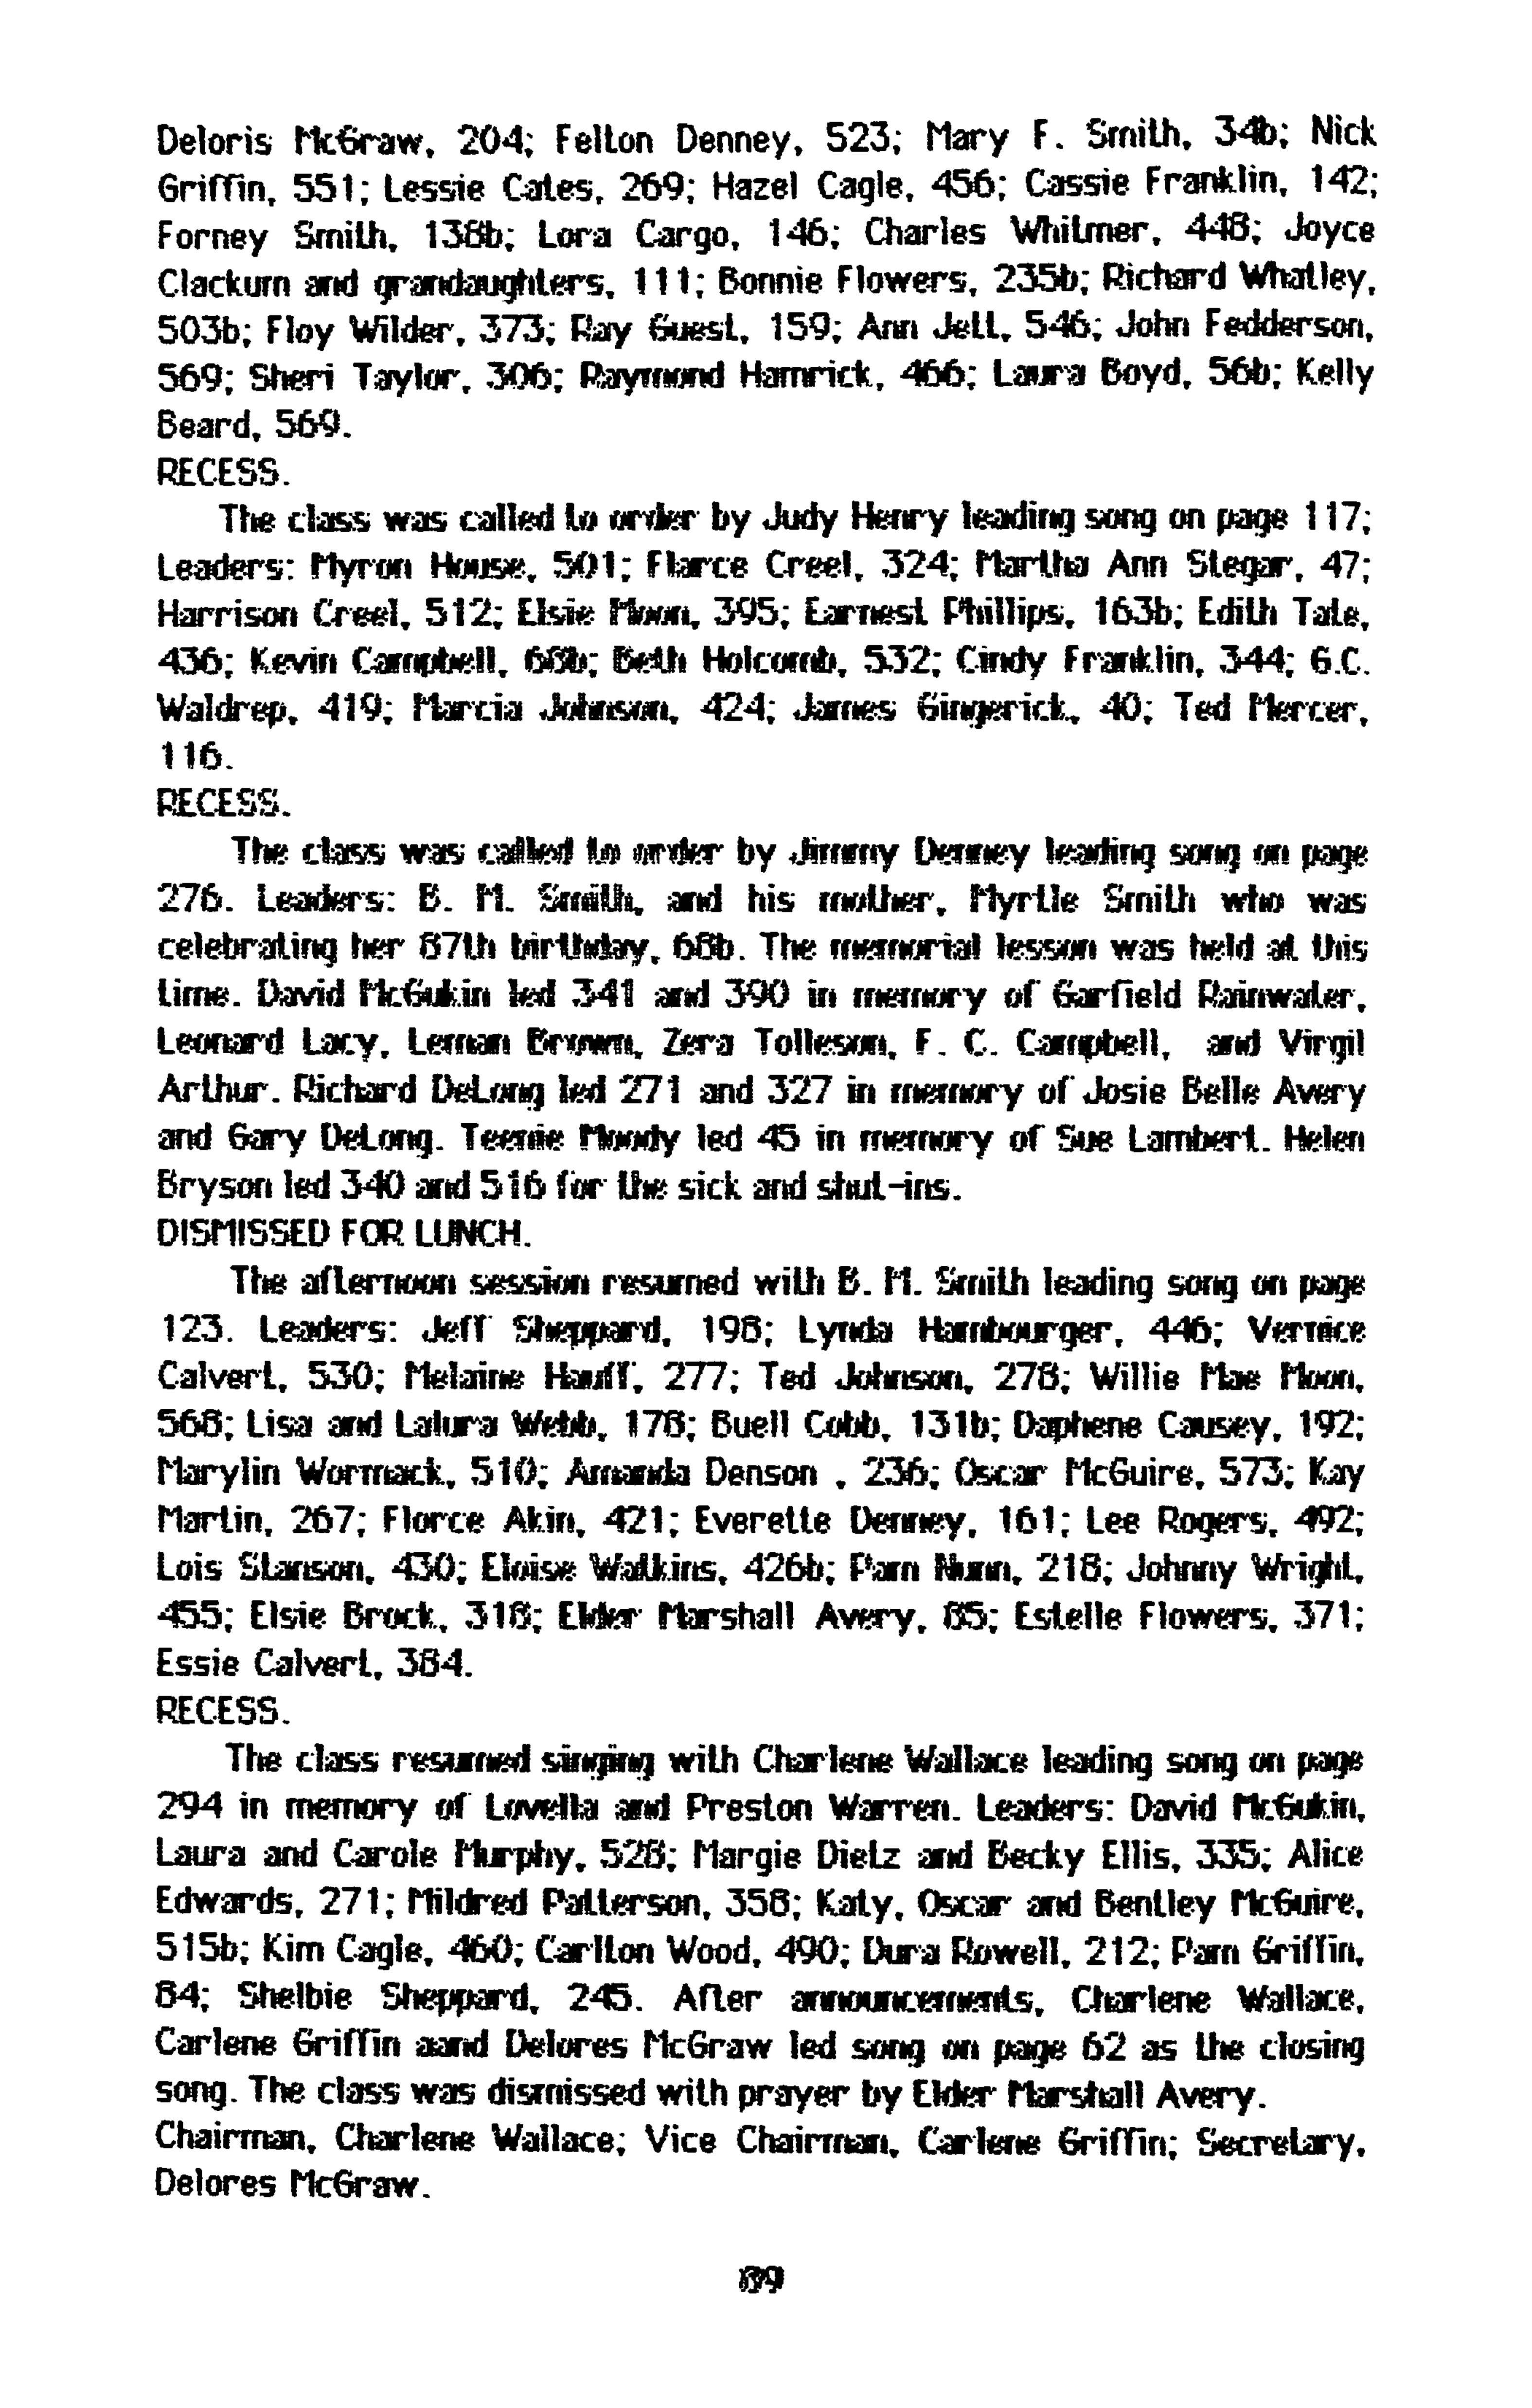 Deloris McGraw, 204; Felton Denney, 523; Mary F. Smith, 34b; Nick
Griffin, 551; Lessie Cates, 269; Hazel Cagle, 456; Cassie Franklin, 142;
Forney Smith, 138b; Lora Cargo, 146; Charles Whitmer, 448; Joyce
Clackum and grandaughters, 111; Bonnie Flowers, 235b; Richard Whatley,
503b; Floy Wilder, 373; Ray Guest, 159; Ann Jett, 546; John Fedderson,
569; Sheri Taylor, 306; Raymond Hamrick, 466; Laura Boyd, 56b; Kelly
Beard, 569.
RECESS.
The class was called to order by Judy Henry leading song on page 117;
Leaders: Myron House, 501; Flarce Creel, 324; Martha Ann Stegar, 47;
Harrison Creel, 512; Elsie Moon, 395; Earnest Phillips, 163b; Edith Tate,
436; Kevin Campbell, 68b; Beth Holcomb, 532; Cindy Franklin, 344; G.C.
Waldrep, 419; Marcia Johnson, 424; James Gingerick, 40; Ted Mercer,
116.
RECESS.
The class was called to order by Jimmy Denney leading song on page
276. Leaders: B. M. Smith, and his mother, Myrtle Smith who was
celebrating her 87th birthday, 68b. The memorial lesson was held at this
time. David McGukin led 341 and 390 in memory of Garfield Rainwater,
Leonard Lacy, Leman Brown, Zera Tolleson, F. C. Campbell, and Virgil
Arthur. Richard DeLong led 271 and 327 in memory of Josie Belle Avery
and Gary DeLong. Teenie Moody led 45 in memory of Sue Lambert. Helen
Bryson led 340 and 516 for the sick and shut-ins.
DISMISSED FOR LUNCH.
The afternoon session resumed with B. M. Smith leading song on page
123. Leaders: Jeff Sheppard, 198; Lynda Hambourger, 446; Vernice
Calvert, 530; Melaine Hauff, 277; Ted Johnson, 278; Willie Mae Moon,
568; Lisa and Lalura Webb, 178; Buell Cobb, 131b; Daphene Causey, 192;
Marylin Wormack, 510; Amanda Denson , 236; Oscar McGuire, 573; Kay
Martin, 267; Florce Akin, 421; Everette Denney, 161; Lee Rogers, 492;
Lois Stanson, 430; Eloise Watkins, 426b; Pam Nunn, 218; Johnny Wright,
455; Elsie Brock, 318; Elder Marshall Avery, 85; Estelle Flowers, 371;
Essie Calvert, 384.
RECESS.
The class resumed singing with Charlene Wallace leading song on page
294 in memory of Lovella and Preston Warren. Leaders: David McGukin,
Laura and Carole Murphy, 528; Margie Dietz and Becky Ellis, 335; Alice
Edwards, 271; Mildred Patterson, 358; Katy, Oscar and Bentley McGuire,
515b; Kim Cagle, 460; Carlton Wood, 490; Dura Rowell, 212; Pam Griffin,
84; Shelbie Sheppard, 245. After announcements, Charlene Wallace,
Carlene Griffin aand Delores McGraw led song on page 62 as the closing
song. The class was dismissed with prayer by Elder Marshall Avery.
Chairman, Charlene Wallace; Vice Chairman, Carlene Griffin; Secretary,
Delores McGraw.